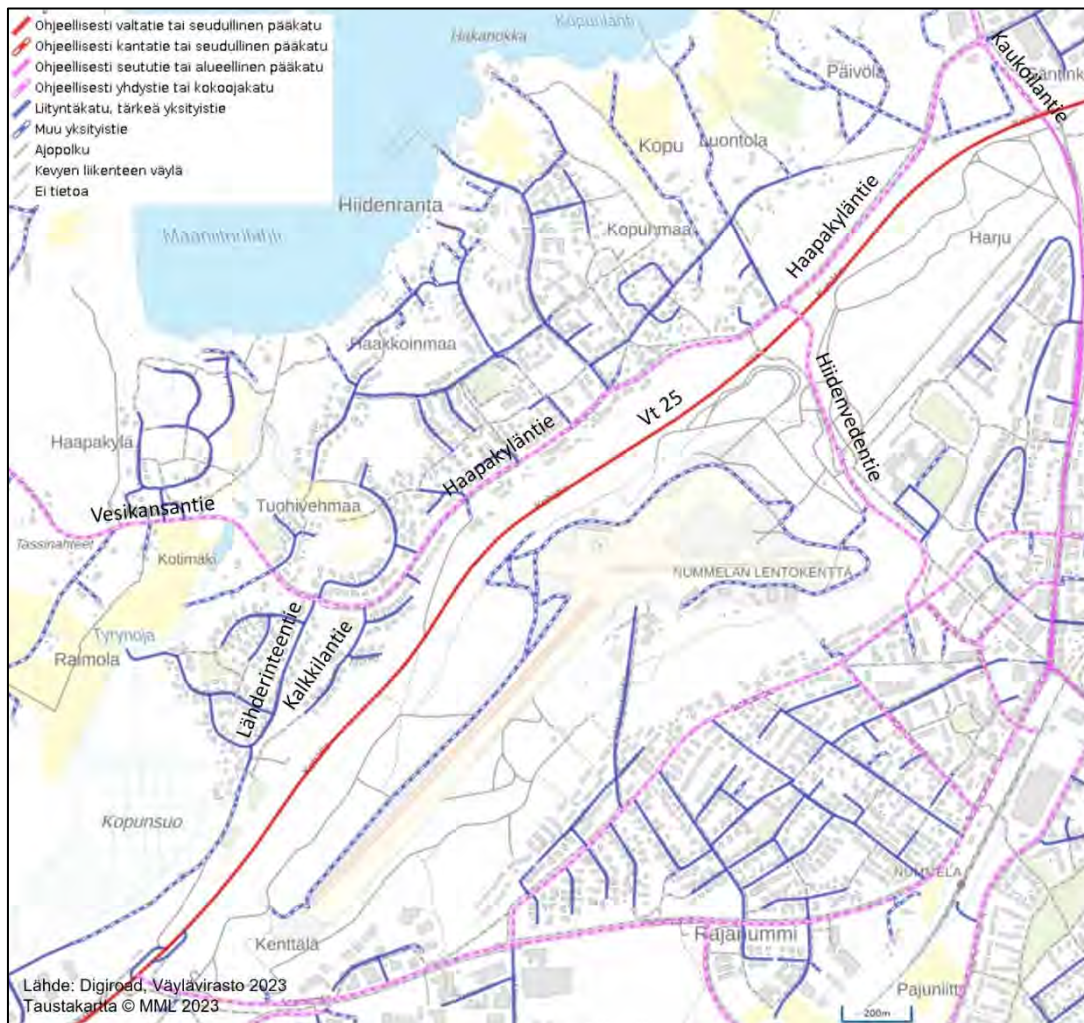 Ohjeellisesti valtatie tai seudullinen pääkatu
Ohjeellisesti kantatie tai seudullinen pääkatu
Ohjeellisesti seututie tai alueellinen pääkatu
Ohjeellisesti yhdystie tai kokoojakatu
Liityntäkatu, tärkeä yksityistie
Muu yksityistie
Ajopolku
Kevyen liikenteen väylä
Ei tietoa
Hakanokka
Kopunlahti
Päivölä
Kaukoilantie
Kopu
Luontola
Hiidenranta
Kopunmaa
Haapakyläntie
Harju
Haakkoinmaa
Hiidenvedentie
Vt 25
Haapakylä
Haapakyläntie
Vesikansantie
Tuohivehmaa
Kotimäki
NUMMELAN LENTOKENTTÄ
Tyrynoja
Raimola
Lähderinteentie
Kalkkilantie
Kopunsuo
NUMMELA
Kenttälä
Rajanummi
Pajuniitty
Lähde: Digiroad, Väylävirasto 2023
Taustakartta © MML 2023
200m